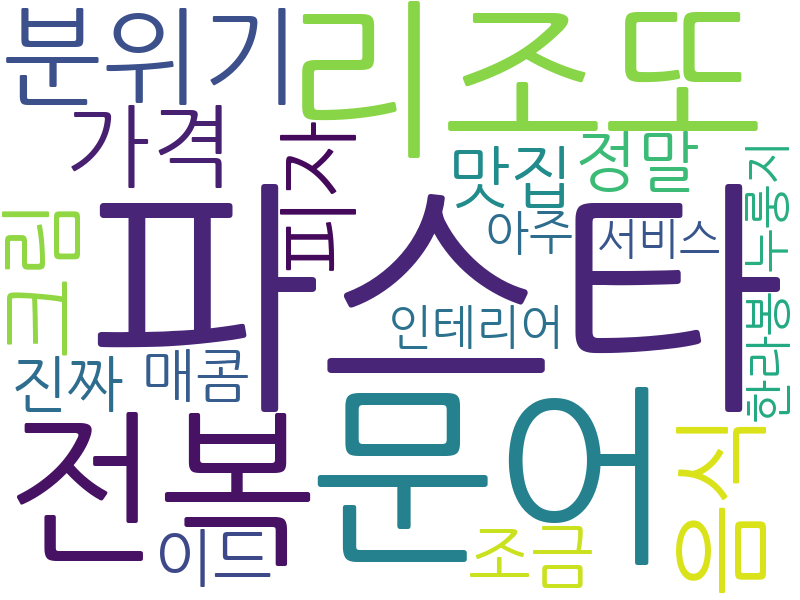 분위기
리조또
가격
피자
맛집
정말
크림
파스타
아주
서비스
누룽지
인테리어
한라봉
진짜
매콤
전복
문어
음식
이드
조금